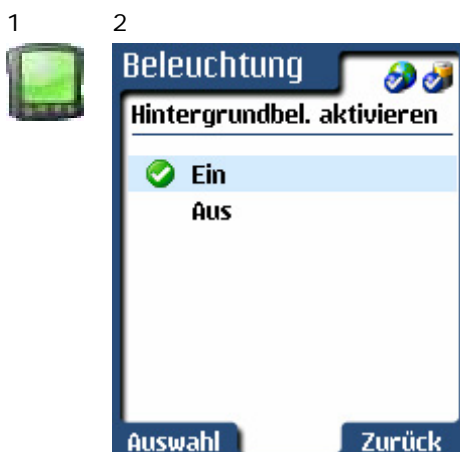 1 2
Beleuchtung
Hintergrundbel. aktivieren
Ein
Aus
Auswahl Zurück